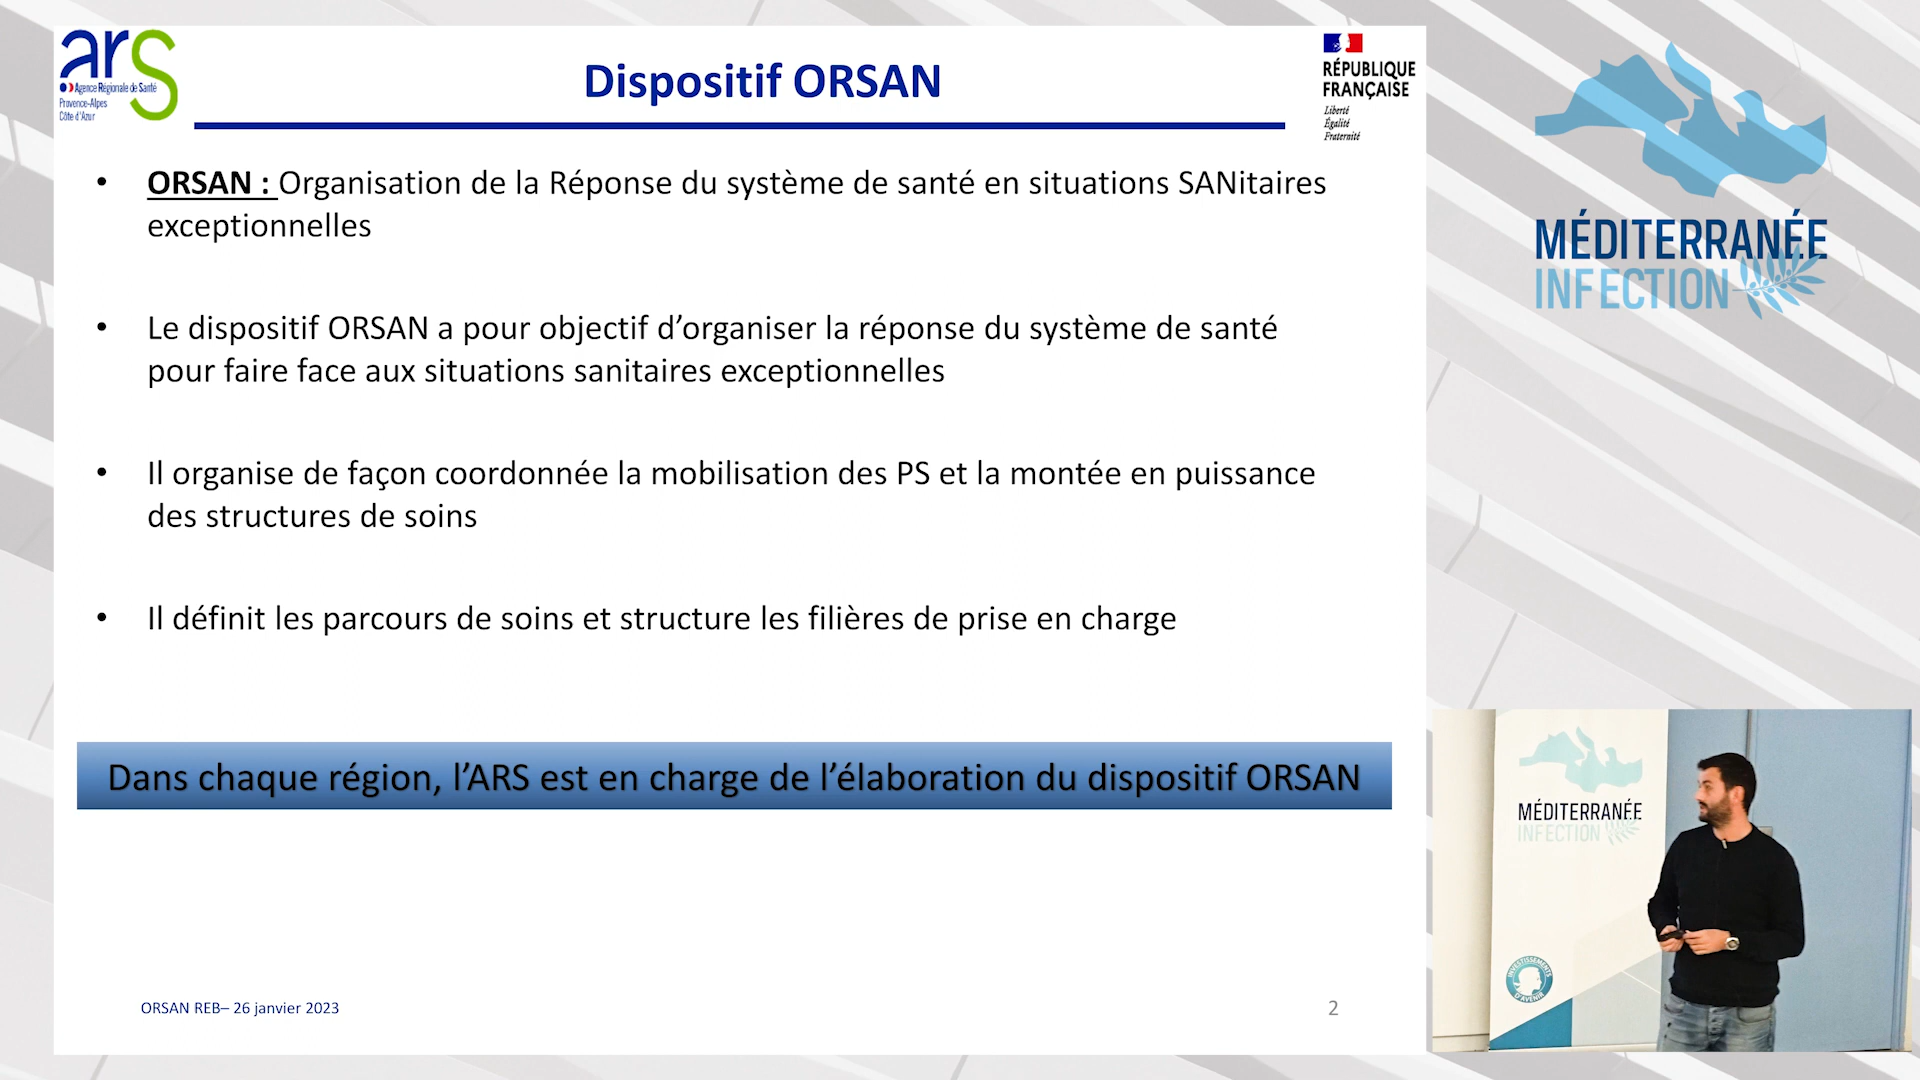 ars
Agence Régionale de Santé
Provence-Alpes
Côte d'Azur
Dispositif ORSAN
RÉPUBLIQUE
FRANÇAISE
Liberté
Égalité
Fraternité
• ORSAN : Organisation de la Réponse du système de santé en situations SANitaires
exceptionnelles
• Le dispositif ORSAN a pour objectif d’organiser la réponse du système de santé
pour faire face aux situations sanitaires exceptionnelles
• Il organise de façon coordonnée la mobilisation des PS et la montée en puissance
des structures de soins
• Il définit les parcours de soins et structure les filières de prise en charge
Dans chaque région, l’ARS est en charge de l’élaboration du dispositif ORSAN
ORSAN REB– 26 janvier 2023
2
MÉDITERRANÉE
INFECTION
MÉDITERRANÉE
INFECTION
INVESTISSEMENTS
D'AVENIR